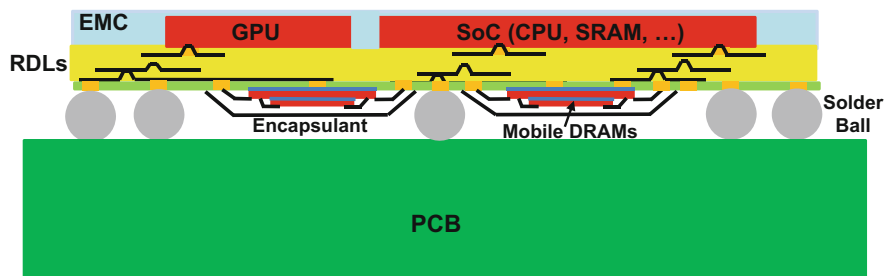 EMC
GPU
SoC (CPU, SRAM, ...)
RDLs
Encapsulant
Mobile DRAMs
Solder
Ball
PCB